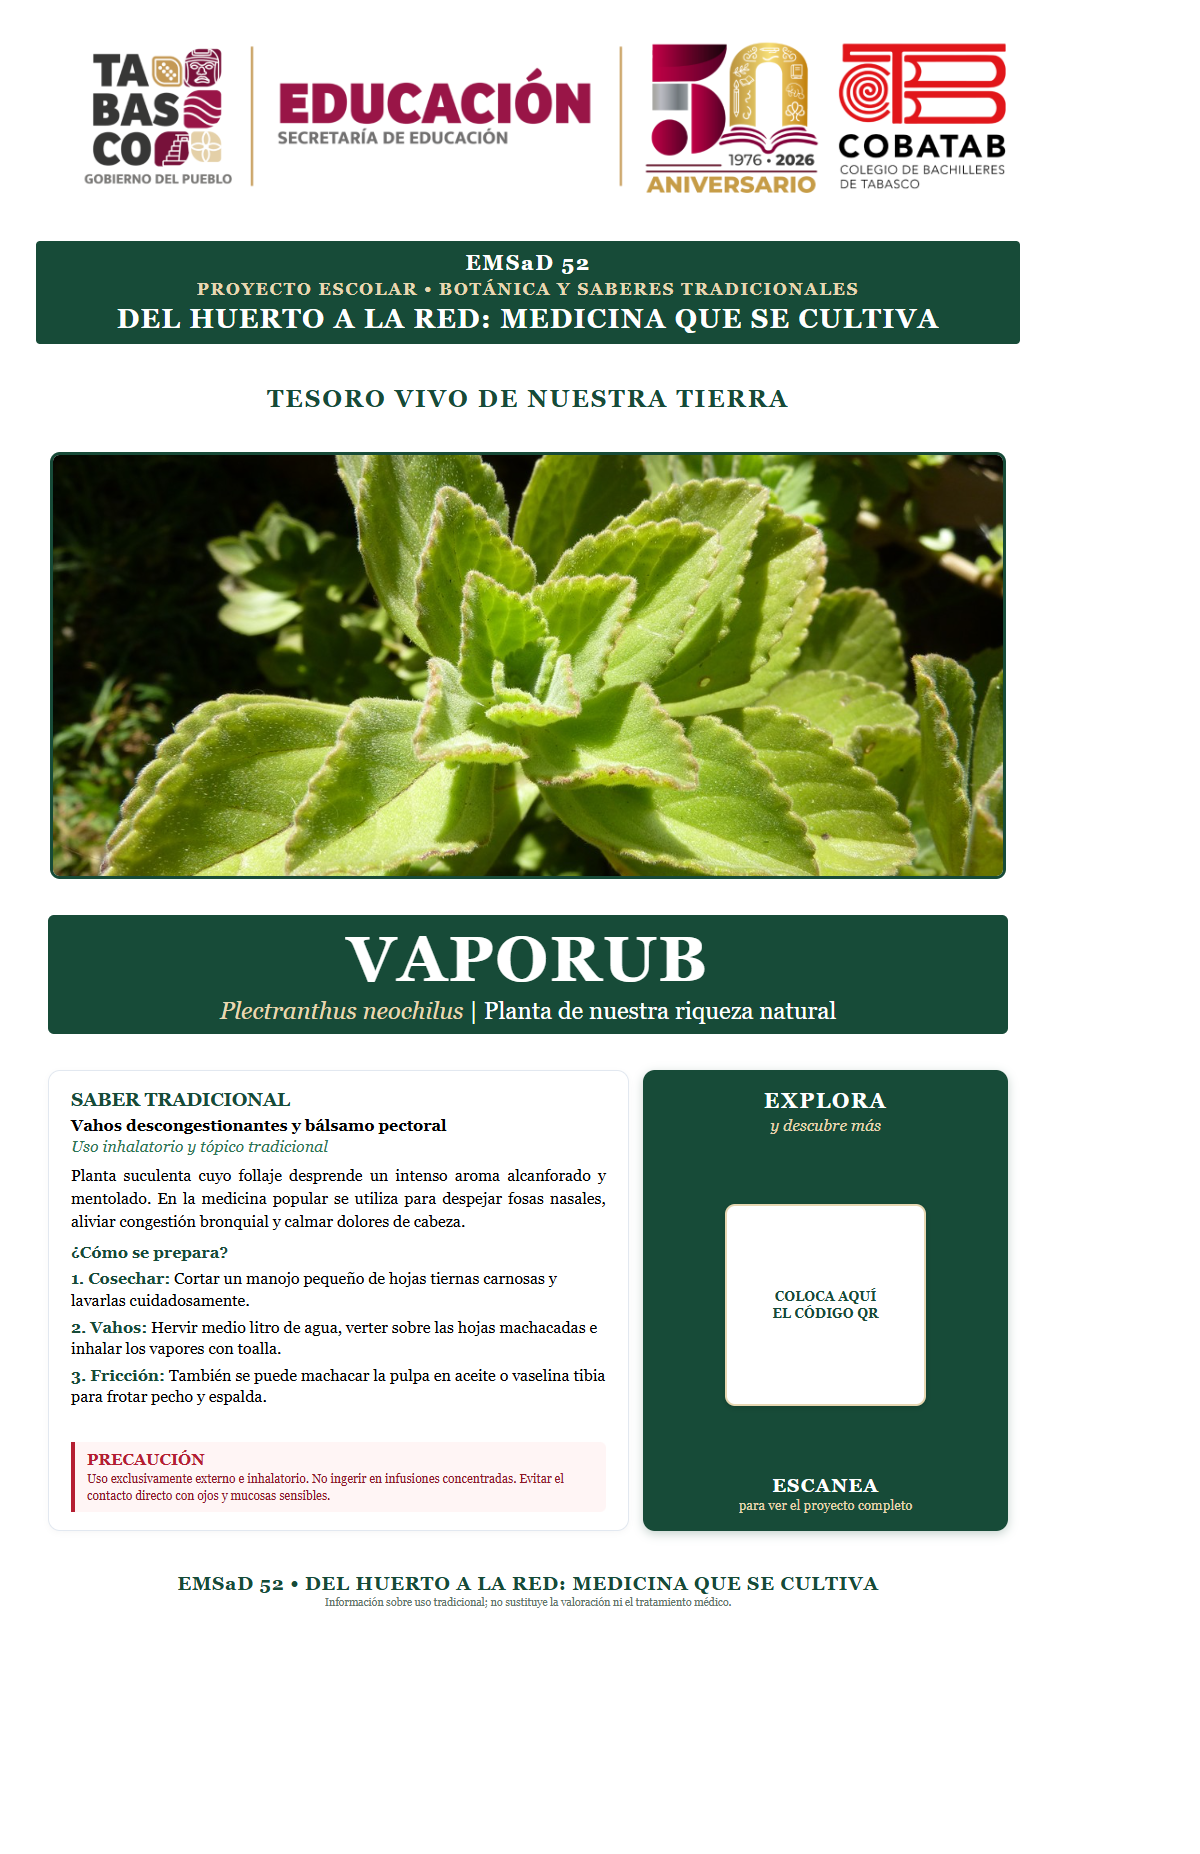 TA
BAS
CO
GOBIERNO DEL PUEBLO
EDUCACIÓN
SECRETARÍA DE EDUCACIÓN
50
1976 • 2026
ANIVERSARIO
COBATAB
COLEGIO DE BACHILLERES
DE TABASCO
EMSaD 52
PROYECTO ESCOLAR • BOTÁNICA Y SABERES TRADICIONALES
DEL HUERTO A LA RED: MEDICINA QUE SE CULTIVA
TESORO VIVO DE NUESTRA TIERRA
VAPORUB
Plectranthus neochilus | Planta de nuestra riqueza natural
SABER TRADICIONAL
Vahos descongestionantes y bálsamo pectoral
Uso inhalatorio y tópico tradicional
Planta suculenta cuyo follaje desprende un intenso aroma alcanforado y
mentolado. En la medicina popular se utiliza para despejar fosas nasales,
aliviar congestión bronquial y calmar dolores de cabeza.
¿Cómo se prepara?
1. Cosechar: Cortar un manojo pequeño de hojas tiernas carnosas y
lavarlas cuidadosamente.
2. Vahos: Hervir medio litro de agua, verter sobre las hojas machacadas e
inhalar los vapores con toalla.
3. Fricción: También se puede machacar la pulpa en aceite o vaselina tibia
para frotar pecho y espalda.
PRECAUCIÓN
Uso exclusivamente externo e inhalatorio. No ingerir en infusiones concentradas. Evitar el
contacto directo con ojos y mucosas sensibles.
EXPLORA
y descubre más
COLOCA AQUÍ
EL CÓDIGO QR
ESCANEA
para ver el proyecto completo
EMSaD 52 • DEL HUERTO A LA RED: MEDICINA QUE SE CULTIVA
Información sobre uso tradicional; no sustituye la valoración ni el tratamiento médico.